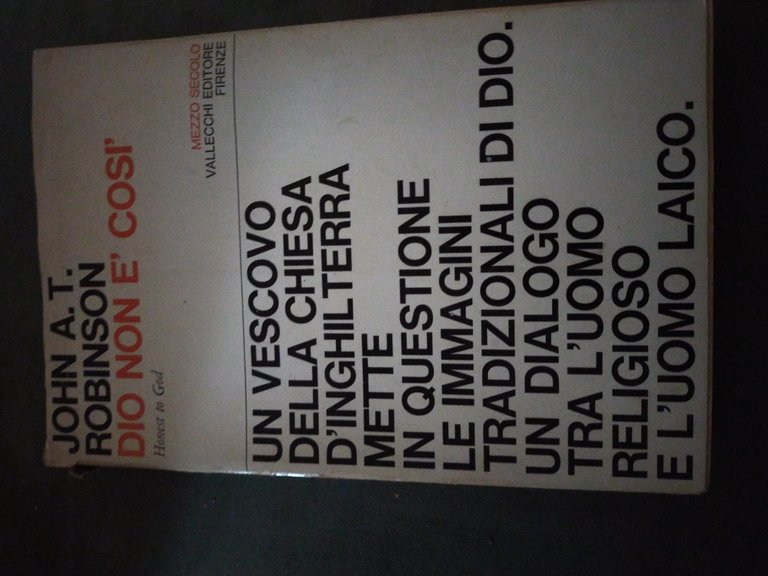 JOHN A.T.
ROBINSON
DIO NON E' COSI'
Honest to God
MEZZO SECOLO
VALLECCHI EDITORE
FIRENZE
UN VESCOVO
DELLA CHIESA
D'INGHILTERRA
METTE
IN QUESTIONE
LE IMMAGINI
TRADIZIONALI DI DIO.
UN DIALOGO
TRA L'UOMO
RELIGIOSO
E L'UOMO LAICO.